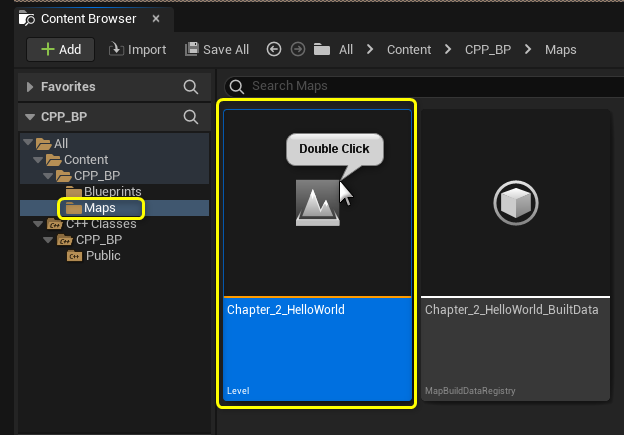 Content Browser
Add Import Save All All Content CPP_BP Maps
Favorites
Search Maps
CPP_BP
All
Content
CPP_BP
Blueprints
Maps
C++ Classes
CPP_BP
Public
Double Click
Chapter_2_HelloWorld
Level
Chapter_2_HelloWorld_BuiltData
MapBuildDataRegistry